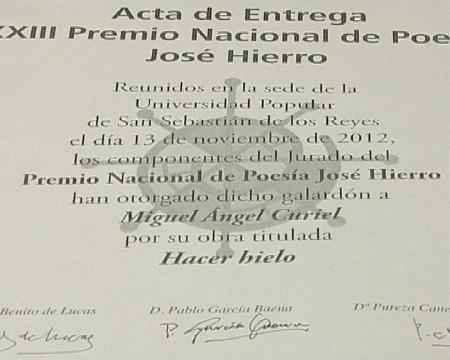 Acta de Entrega
XXIII Premio Nacional de Poe
José Hierro
Reunidos en la sede de la
Universidad Popular
de San Sebastián de los Reyes
el día 13 de noviembre de 2012,
los componentes del Jurado del
Premio Nacional de Poesía José Hierro
han otorgado dicho galardón a
Miguel Ángel Curiel
por su obra titulada
Hacer hielo
Benito de Lucas D. Pablo García Baena Dª Pureza Cane